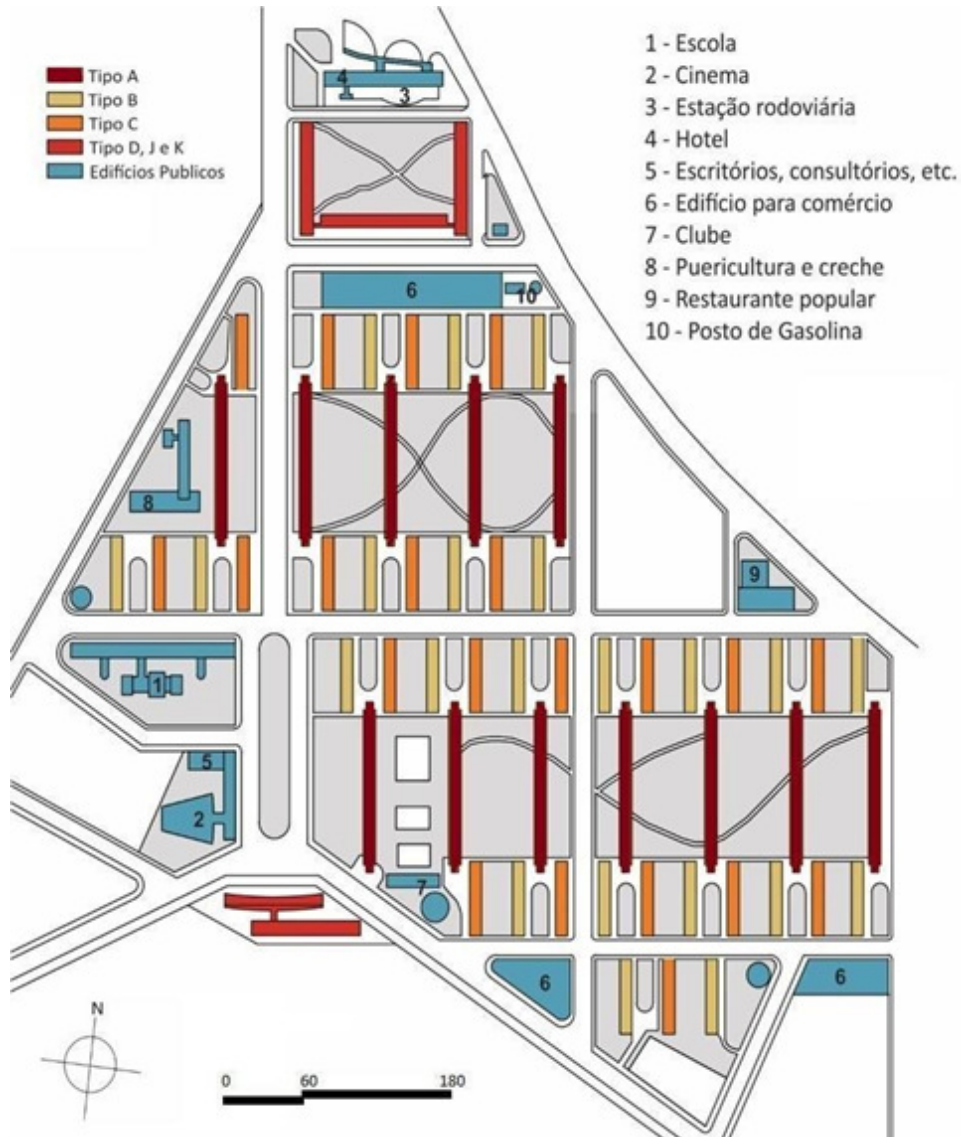 Tipo A
Tipo B
Tipo C
Tipo D, J e K
Edifícios Publicos
1 - Escola
2 - Cinema
3 - Estação rodoviária
4 - Hotel
5 - Escritórios, consultórios, etc.
6 - Edifício para comércio
7 - Clube
8 - Puericultura e creche
9 - Restaurante popular
10 - Posto de Gasolina
4
3
6
10
8
9
1
5
2
7
6
6
N
0 60 180